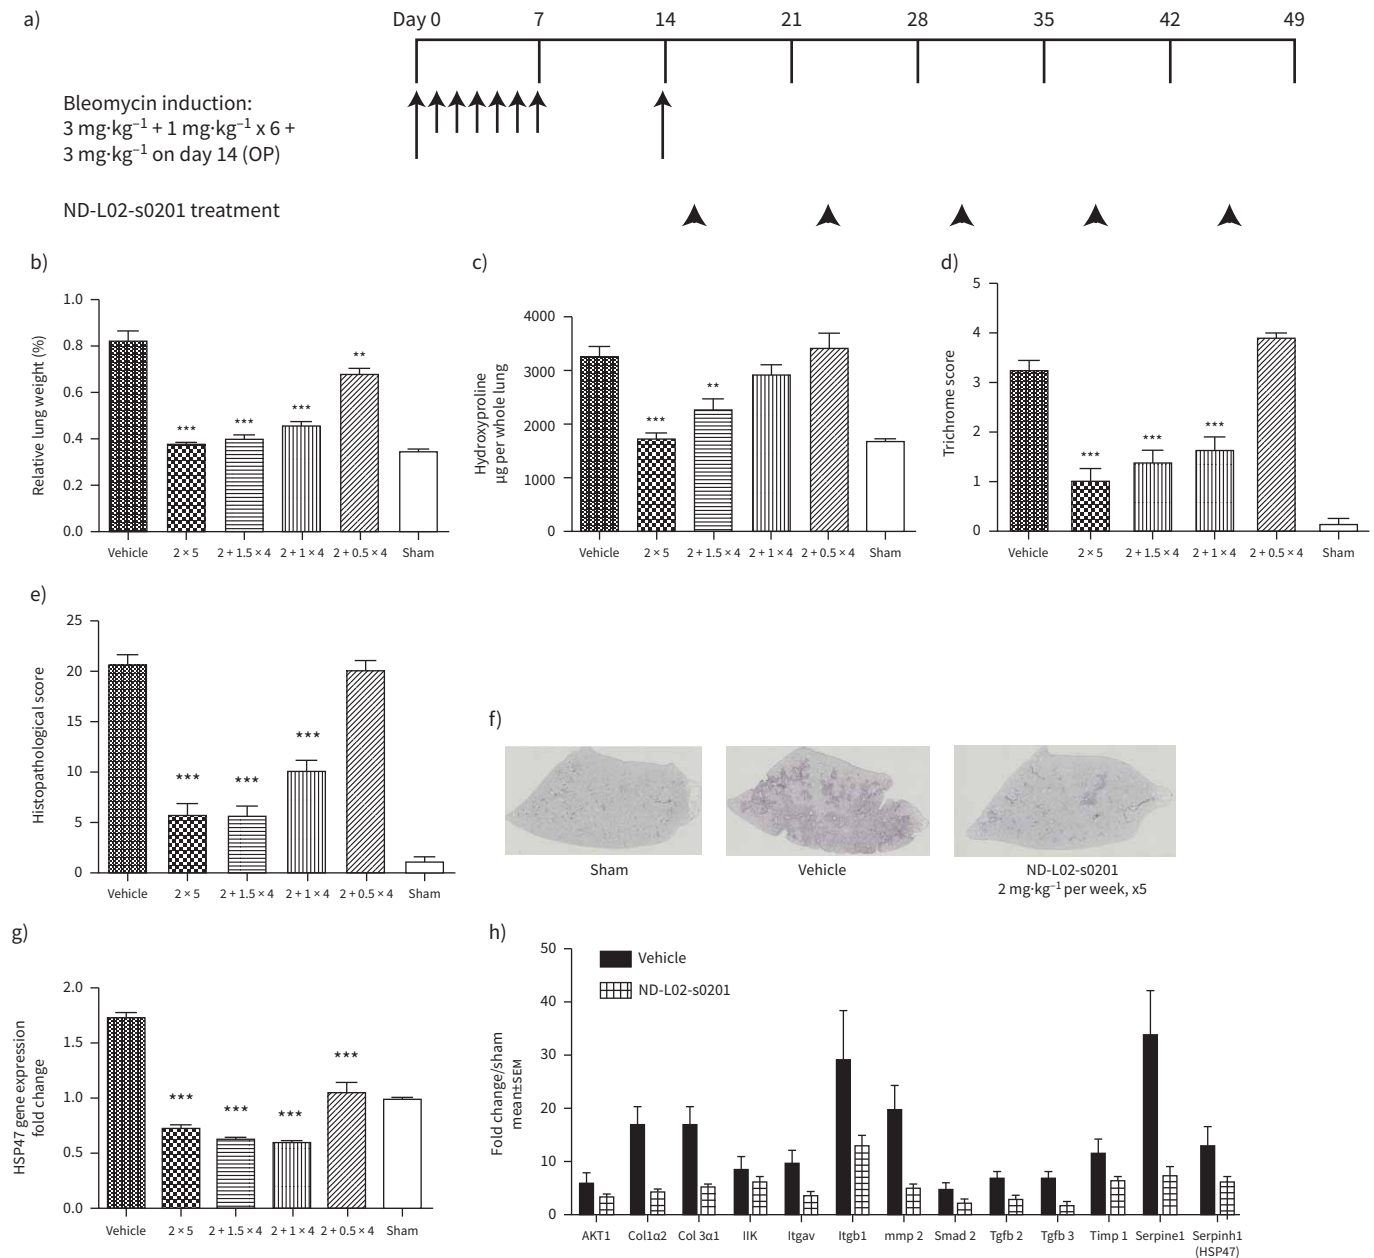 a)
Day 0 7 14 21 28 35 42 49
Bleomycin induction:
3 mg·kg⁻¹ + 1 mg·kg⁻¹ x 6 +
3 mg·kg⁻¹ on day 14 (OP)
ND-L02-s0201 treatment
b)
Relative lung weight (%)
1.0
0.8
0.6
0.4
0.2
0.0
***
***
***
**
Vehicle 2 × 5 2 + 1.5 × 4 2 + 1 × 4 2 + 0.5 × 4 Sham
c)
Hydroxyproline
µg per whole lung
4000
3000
2000
1000
0
***
**
Vehicle 2 × 5 2 + 1.5 × 4 2 + 1 × 4 2 + 0.5 × 4 Sham
d)
Trichrome score
5
4
3
2
1
0
***
***
***
Vehicle 2 × 5 2 + 1.5 × 4 2 + 1 × 4 2 + 0.5 × 4 Sham
e)
Histopathological score
25
20
15
10
5
0
***
***
***
Vehicle 2 × 5 2 + 1.5 × 4 2 + 1 × 4 2 + 0.5 × 4 Sham
f)
Sham
Vehicle
ND-L02-s0201
2 mg·kg⁻¹ per week, x5
g)
HSP47 gene expression
fold change
2.0
1.5
1.0
0.5
0.0
***
***
***
***
Vehicle 2 × 5 2 + 1.5 × 4 2 + 1 × 4 2 + 0.5 × 4 Sham
h)
Fold change/sham
mean±SEM
50
40
30
20
10
0
Vehicle
ND-L02-s0201
AKT1 Col1α2 Col 3α1 IIK Itgav Itgb1 mmp 2 Smad 2 Tgfb 2 Tgfb 3 Timp 1 Serpine1 Serpinh1
(HSP47)